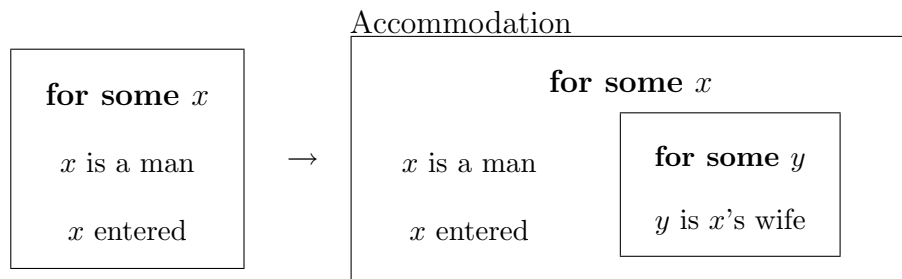 Accommodation
for some x
x is a man
x entered
→
for some x
x is a man
x entered
for some y
y is x's wife